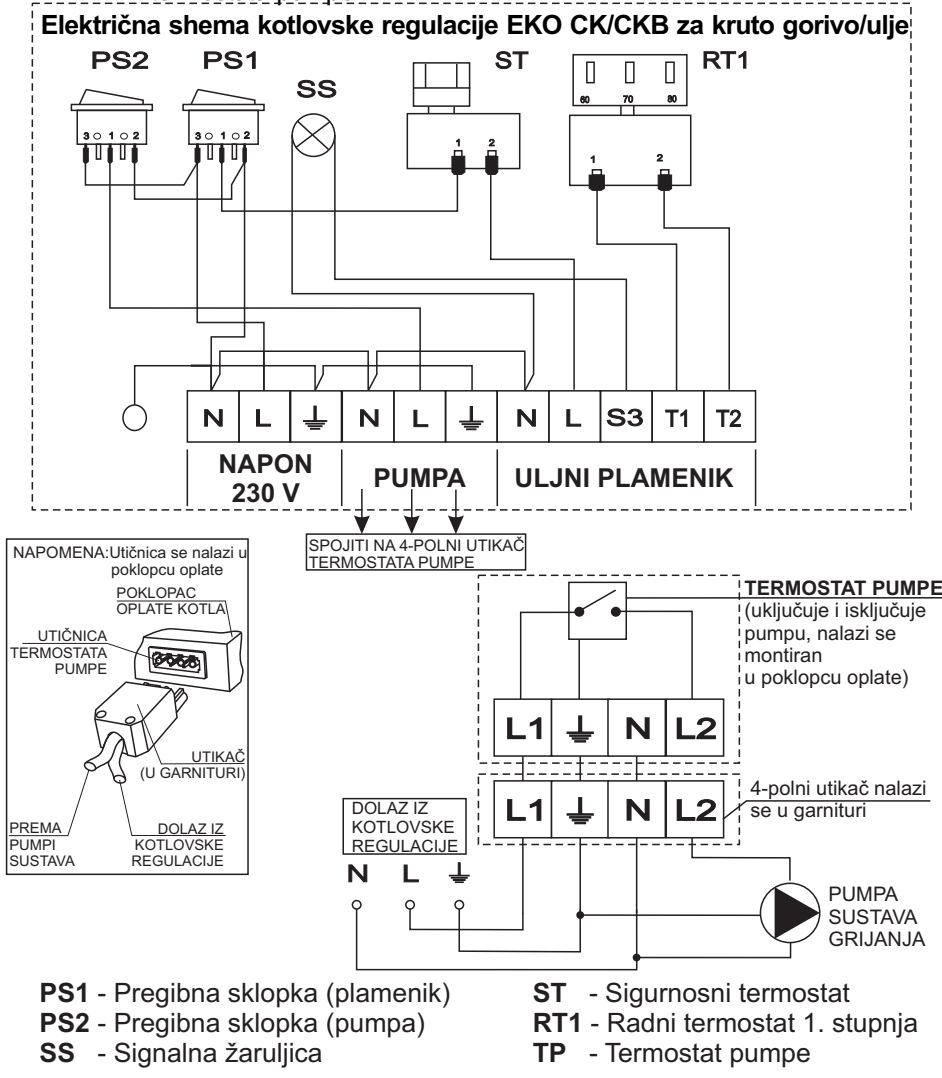 Električna shema kotlovske regulacije EKO CK/CKB za kruto gorivo/ulje
PS2 PS1 SS ST RT1
60 70 80
3 1 2 3 1 2
1 2
1 2
N L N L N L S3 T1 T2
NAPON
230 V
PUMPA
ULJNI PLAMENIK
SPOJITI NA 4-POLNI UTIKAČ
TERMOSTATA PUMPE
NAPOMENA:Utičnica se nalazi u
poklopcu oplate
POKLOPAC
OPLATE KOTLA
UTIČNICA
TERMOSTATA
PUMPE
UTIKAČ
(U GARNITURI)
PREMA
PUMPI
SUSTAVA
DOLAZ IZ
KOTLOVSKE
REGULACIJE
TERMOSTAT PUMPE
(uključuje i isključuje
pumpu, nalazi se
montiran
u poklopcu oplate)
L1 N L2
L1 N L2
4-polni utikač nalazi
se u garnituri
DOLAZ IZ
KOTLOVSKE
REGULACIJE
N L
PUMPA
SUSTAVA
GRIJANJA
PS1 - Pregibna sklopka (plamenik)
PS2 - Pregibna sklopka (pumpa)
SS - Signalna žaruljica
ST - Sigurnosni termostat
RT1 - Radni termostat 1. stupnja
TP - Termostat pumpe